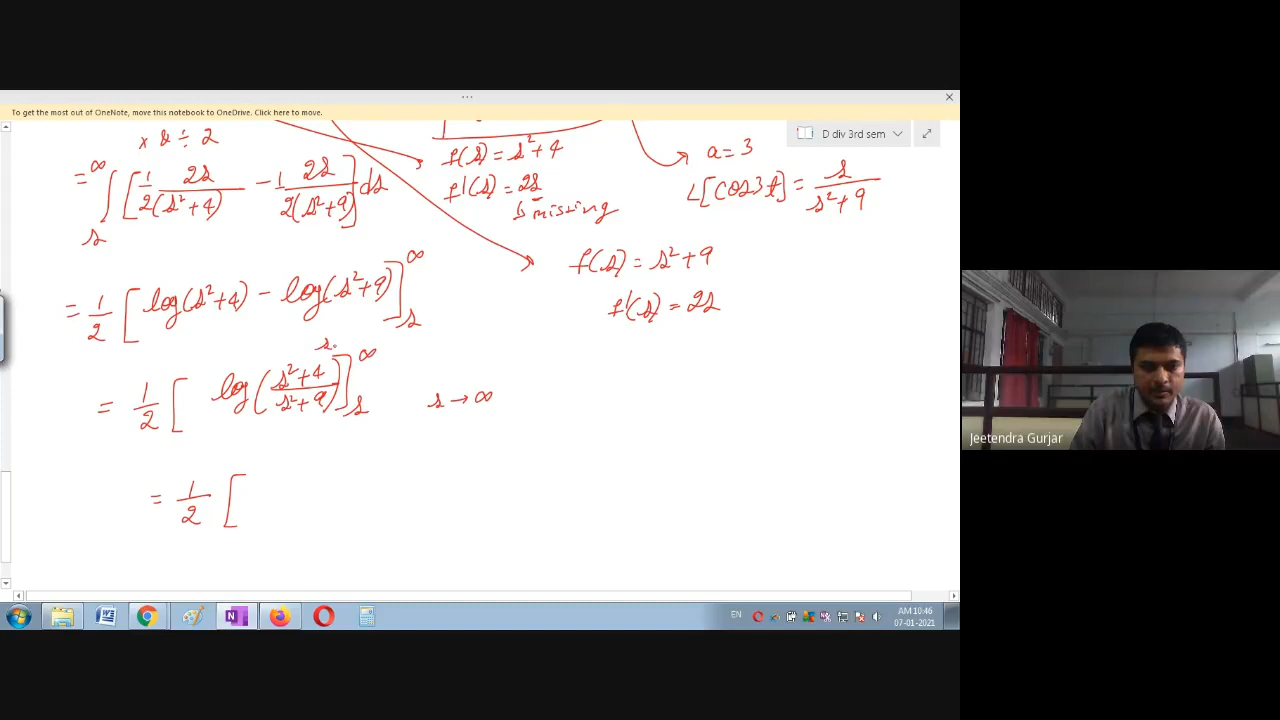 To get the most out of OneNote, move this notebook to OneDrive. Click here to move.
D div 3rd sem
× & ÷ 2
= ∫_s^∞ [ 1/2 2s/(s²+4) − 1/2 2s/(s²+9) ] ds
f(s) = s²+4
f'(s) = 2s
missing
a = 3
L[cos3t] = s/(s²+9)
f(s) = s²+9
f'(s) = 2s
= 1/2 [ log(s²+4) − log(s²+9) ]_s^∞
= 1/2 [ log( (s²+4)/(s²+9) ) ]_s^∞
s → ∞
= 1/2 [
Jeetendra Gurjar
EN
AM 10:46
07-01-2021